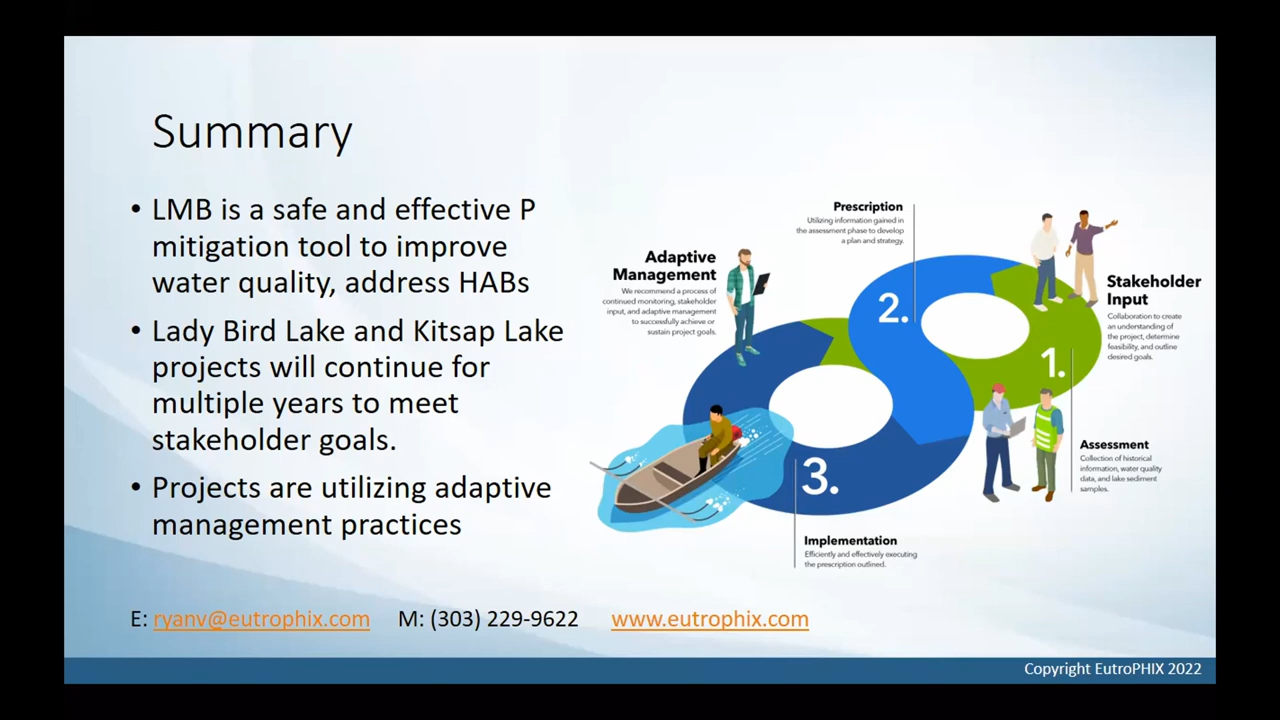 Summary
• LMB is a safe and effective P
mitigation tool to improve
water quality, address HABs
• Lady Bird Lake and Kitsap Lake
projects will continue for
multiple years to meet
stakeholder goals.
• Projects are utilizing adaptive
management practices
Adaptive
Management
We recommend a process of
continued monitoring, stakeholder
input, and adaptive management
to successfully achieve or
sustain project goals.
Prescription
Utilizing information gained in
the assessment phase to develop
a plan and strategy.
2.
Stakeholder
Input
Collaboration to create
an understanding of
the project, determine
feasibility, and outline
desired goals.
1.
Assessment
Collection of historical
information, water quality
data, and lake sediment
samples.
3.
Implementation
Efficiently and effectively executing
the prescription outlined.
E: ryanv@eutrophix.com M: (303) 229-9622 www.eutrophix.com
Copyright EutroPHIX 2022